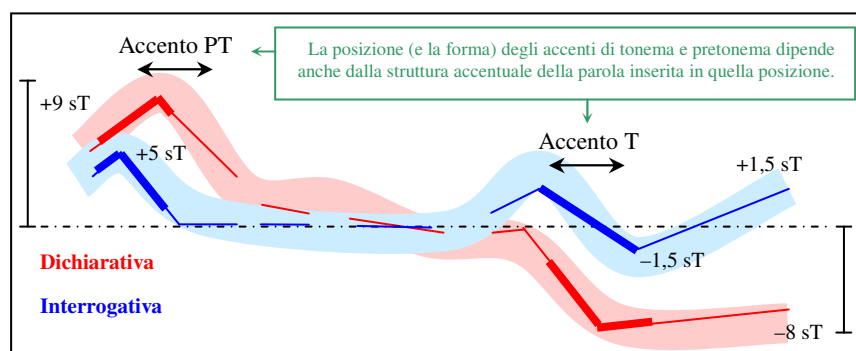 Accento PT
La posizione (e la forma) degli accenti di tonema e pretonema dipende
anche dalla struttura accentuale della parola inserita in quella posizione.
+9 sT
+5 sT
Accento T
+1,5 sT
Dichiarativa
–1,5 sT
Interrogativa
–8 sT